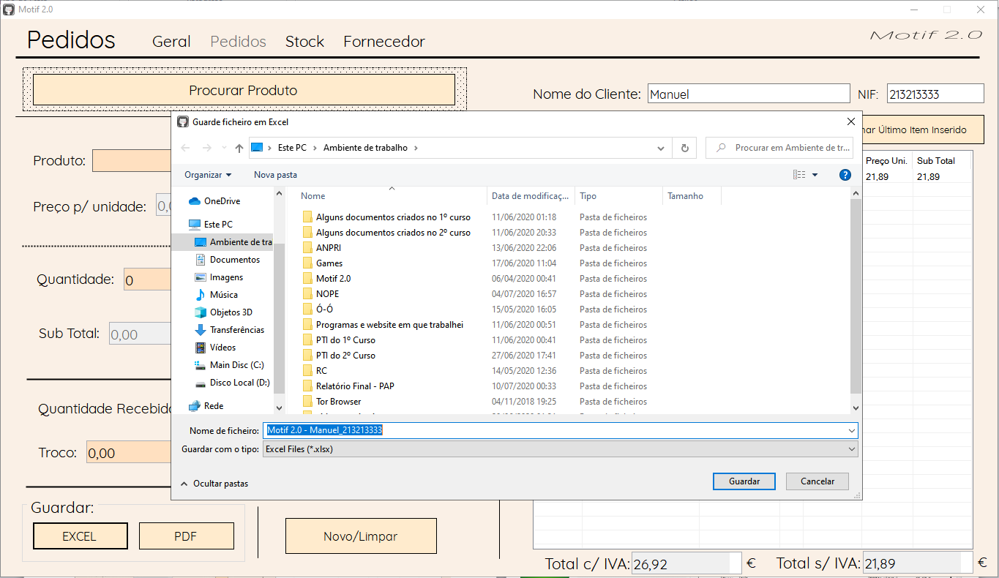 Motif 2.0
Pedidos Geral Pedidos Stock Fornecedor Motif 2.0
Procurar Produto
Nome do Cliente: Manuel NIF: 213213333
Último Item Inserido
Produto:
Preço p/ unidade:
Quantidade: 0
Sub Total: 0,00
Quantidade
Troco: 0,00
Guardar:
EXCEL PDF
Novo/Limpar
Preço Uni. Sub Total
21,89 21,89
Total c/ IVA: 26,92 € Total s/ IVA: 21,89 €
Guarde ficheiro em Excel
Este PC Ambiente de trabalho
Procurar em Ambiente de tr...
Organizar Nova pasta
OneDrive
Este PC
Ambiente de tra
Documentos
Imagens
Música
Objetos 3D
Transferências
Vídeos
Main Disc (C:)
Disco Local (D:)
Rede
Nome Data de modificaç... Tipo Tamanho
Alguns documentos criados no 1º curso 11/06/2020 01:18 Pasta de ficheiros
Alguns documentos criados no 2º curso 11/06/2020 20:33 Pasta de ficheiros
ANPRI 13/06/2020 22:06 Pasta de ficheiros
Games 17/06/2020 11:04 Pasta de ficheiros
Motif 2.0 06/04/2020 00:41 Pasta de ficheiros
NOPE 04/07/2020 16:57 Pasta de ficheiros
Ó-Ó 15/05/2020 16:05 Pasta de ficheiros
Programas e website em que trabalhei 11/06/2020 00:51 Pasta de ficheiros
PTI do 1º Curso 11/06/2020 00:41 Pasta de ficheiros
PTI do 2º Curso 27/06/2020 17:41 Pasta de ficheiros
RC 14/05/2020 12:36 Pasta de ficheiros
Relatório Final - PAP 10/07/2020 00:33 Pasta de ficheiros
Tor Browser 04/11/2018 19:25 Pasta de ficheiros
Nome de ficheiro: Motif 2.0 - Manuel_213213333
Guardar com o tipo: Excel Files (*.xlsx)
Ocultar pastas
Guardar Cancelar